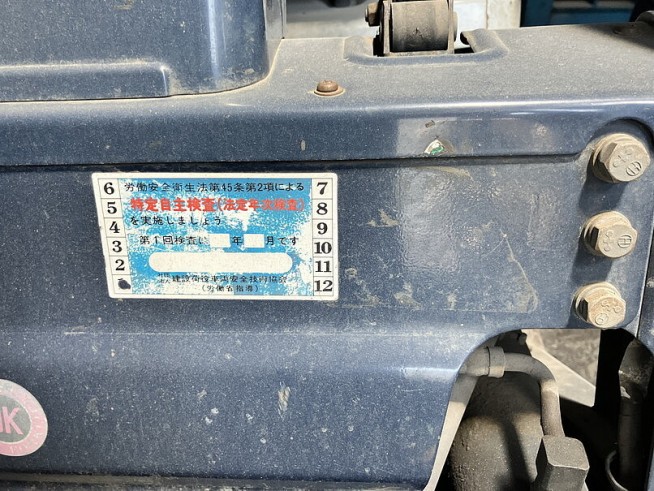 労働安全衛生法第45条第2項による
特定自主検査(法定年次検査)
を実施しましょう
第1回検査は 年 月です
建設荷役車両安全技術協会
(労働省指導)
6
5
4
3
2
7
8
9
10
11
12